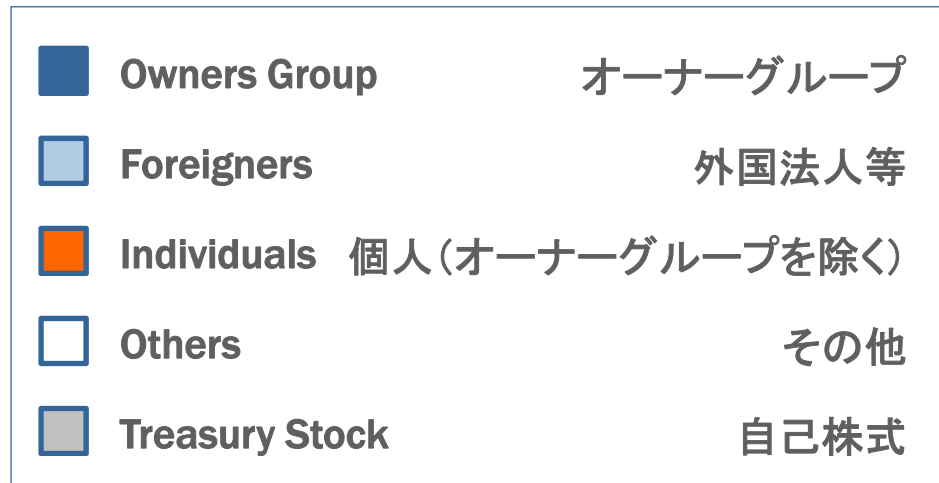 Owners Group オーナーグループ
Foreigners 外国法人等
Individuals 個人（オーナーグループを除く）
Others その他
Treasury Stock 自己株式